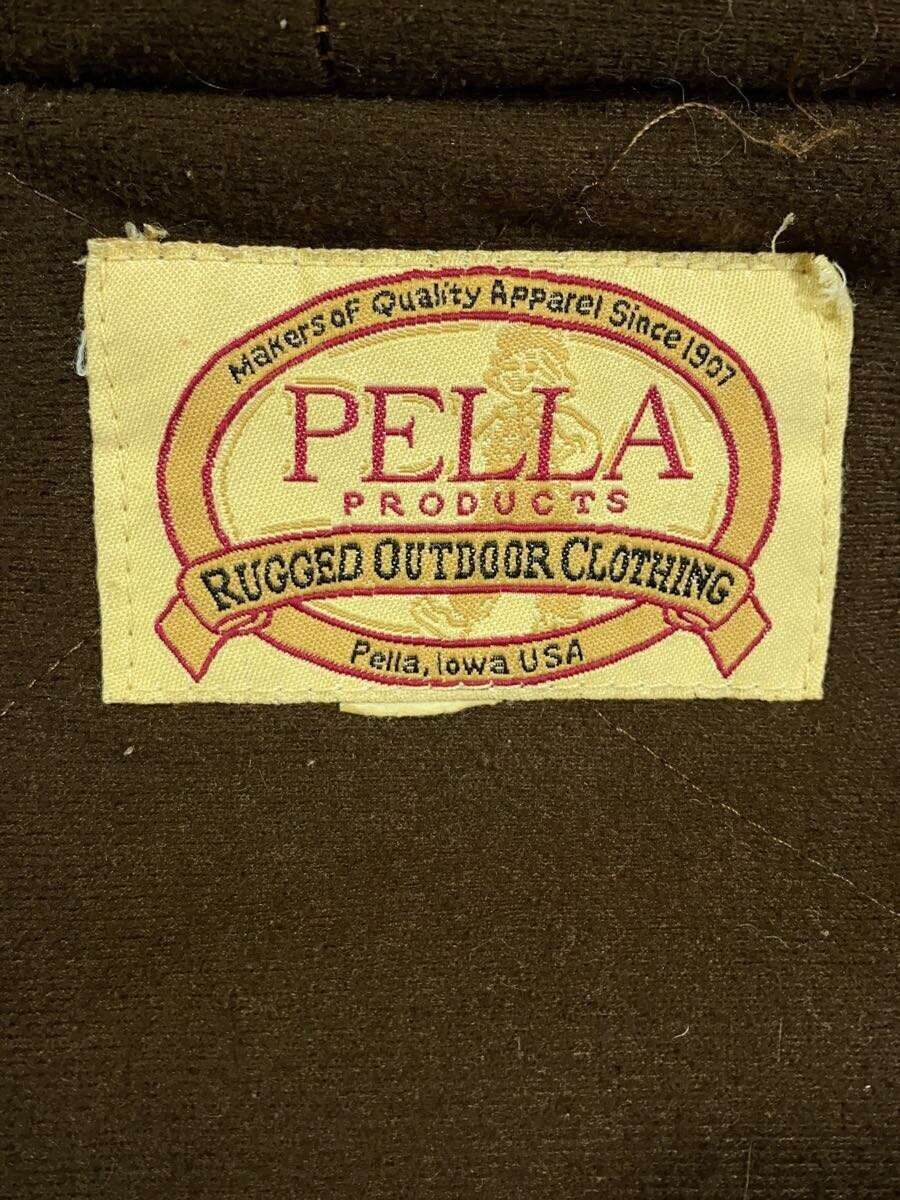 Makers of Quality Apparel Since 1907
PELLA
PRODUCTS
RUGGED OUTDOOR CLOTHING
Pella, Iowa USA